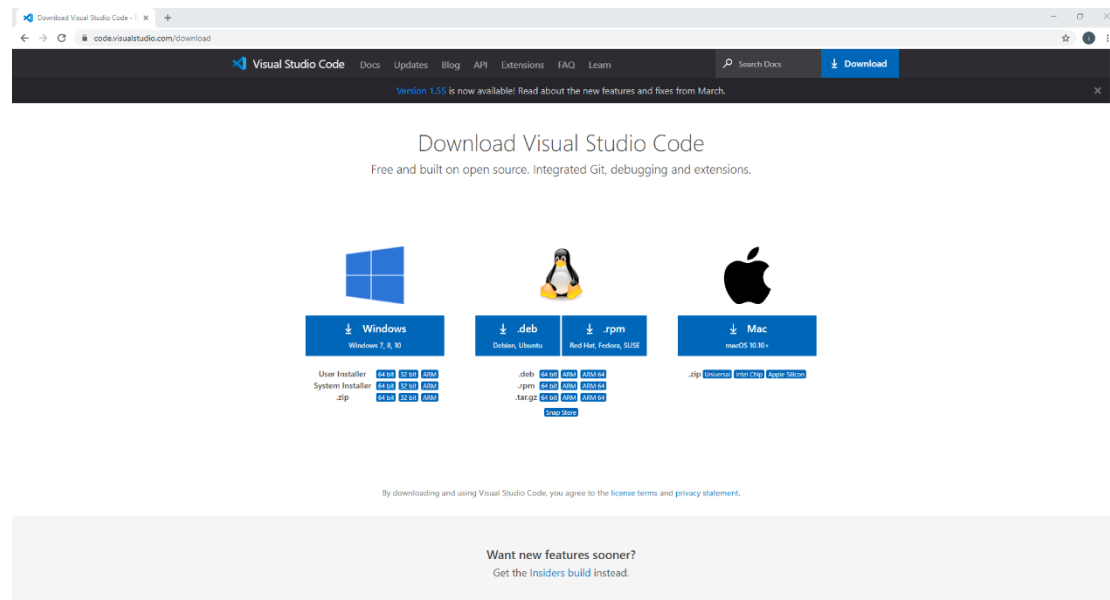 Download Visual Studio Code -
code.visualstudio.com/download
Visual Studio Code Docs Updates Blog API Extensions FAQ Learn Search Docs Download
Version 1.55 is now available! Read about the new features and fixes from March.
Download Visual Studio Code
Free and built on open source. Integrated Git, debugging and extensions.
Windows
Windows 7, 8, 10
User Installer 64 bit 32 bit ARM
System Installer 64 bit 32 bit ARM
.zip 64 bit 32 bit ARM
.deb
Debian, Ubuntu
.rpm
Red Hat, Fedora, SUSE
.deb 64 bit ARM ARM 64
.rpm 64 bit ARM ARM 64
.tar.gz 64 bit ARM ARM 64
Snap Store
Mac
macOS 10.10+
.zip Universal Intel Chip Apple Silicon
By downloading and using Visual Studio Code, you agree to the license terms and privacy statement.
Want new features sooner?
Get the Insiders build instead.